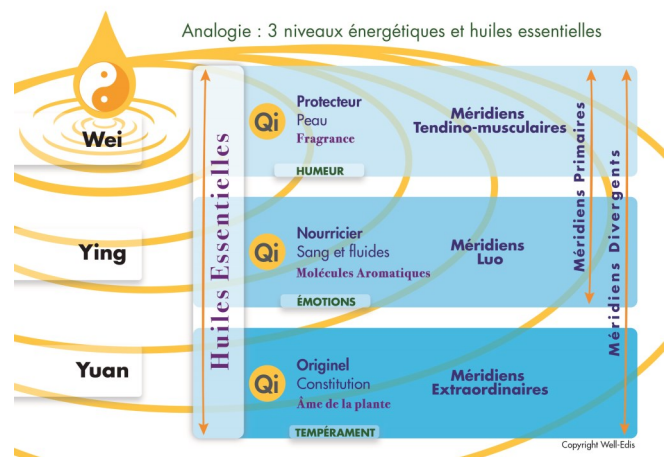 Analogie : 3 niveaux énergétiques et huiles essentielles
Wei
Ying
Yuan
Huiles Essentielles
Qi
Protecteur
Peau
Fragrance
HUMEUR
Méridiens
Tendino-musculaires
Qi
Nourricier
Sang et fluides
Molécules Aromatiques
ÉMOTIONS
Méridiens
Luo
Qi
Originel
Constitution
Âme de la plante
TEMPÉRAMENT
Méridiens
Extraordinaires
Méridiens Primaires
Méridiens Divergents
Copyright Well-Edis